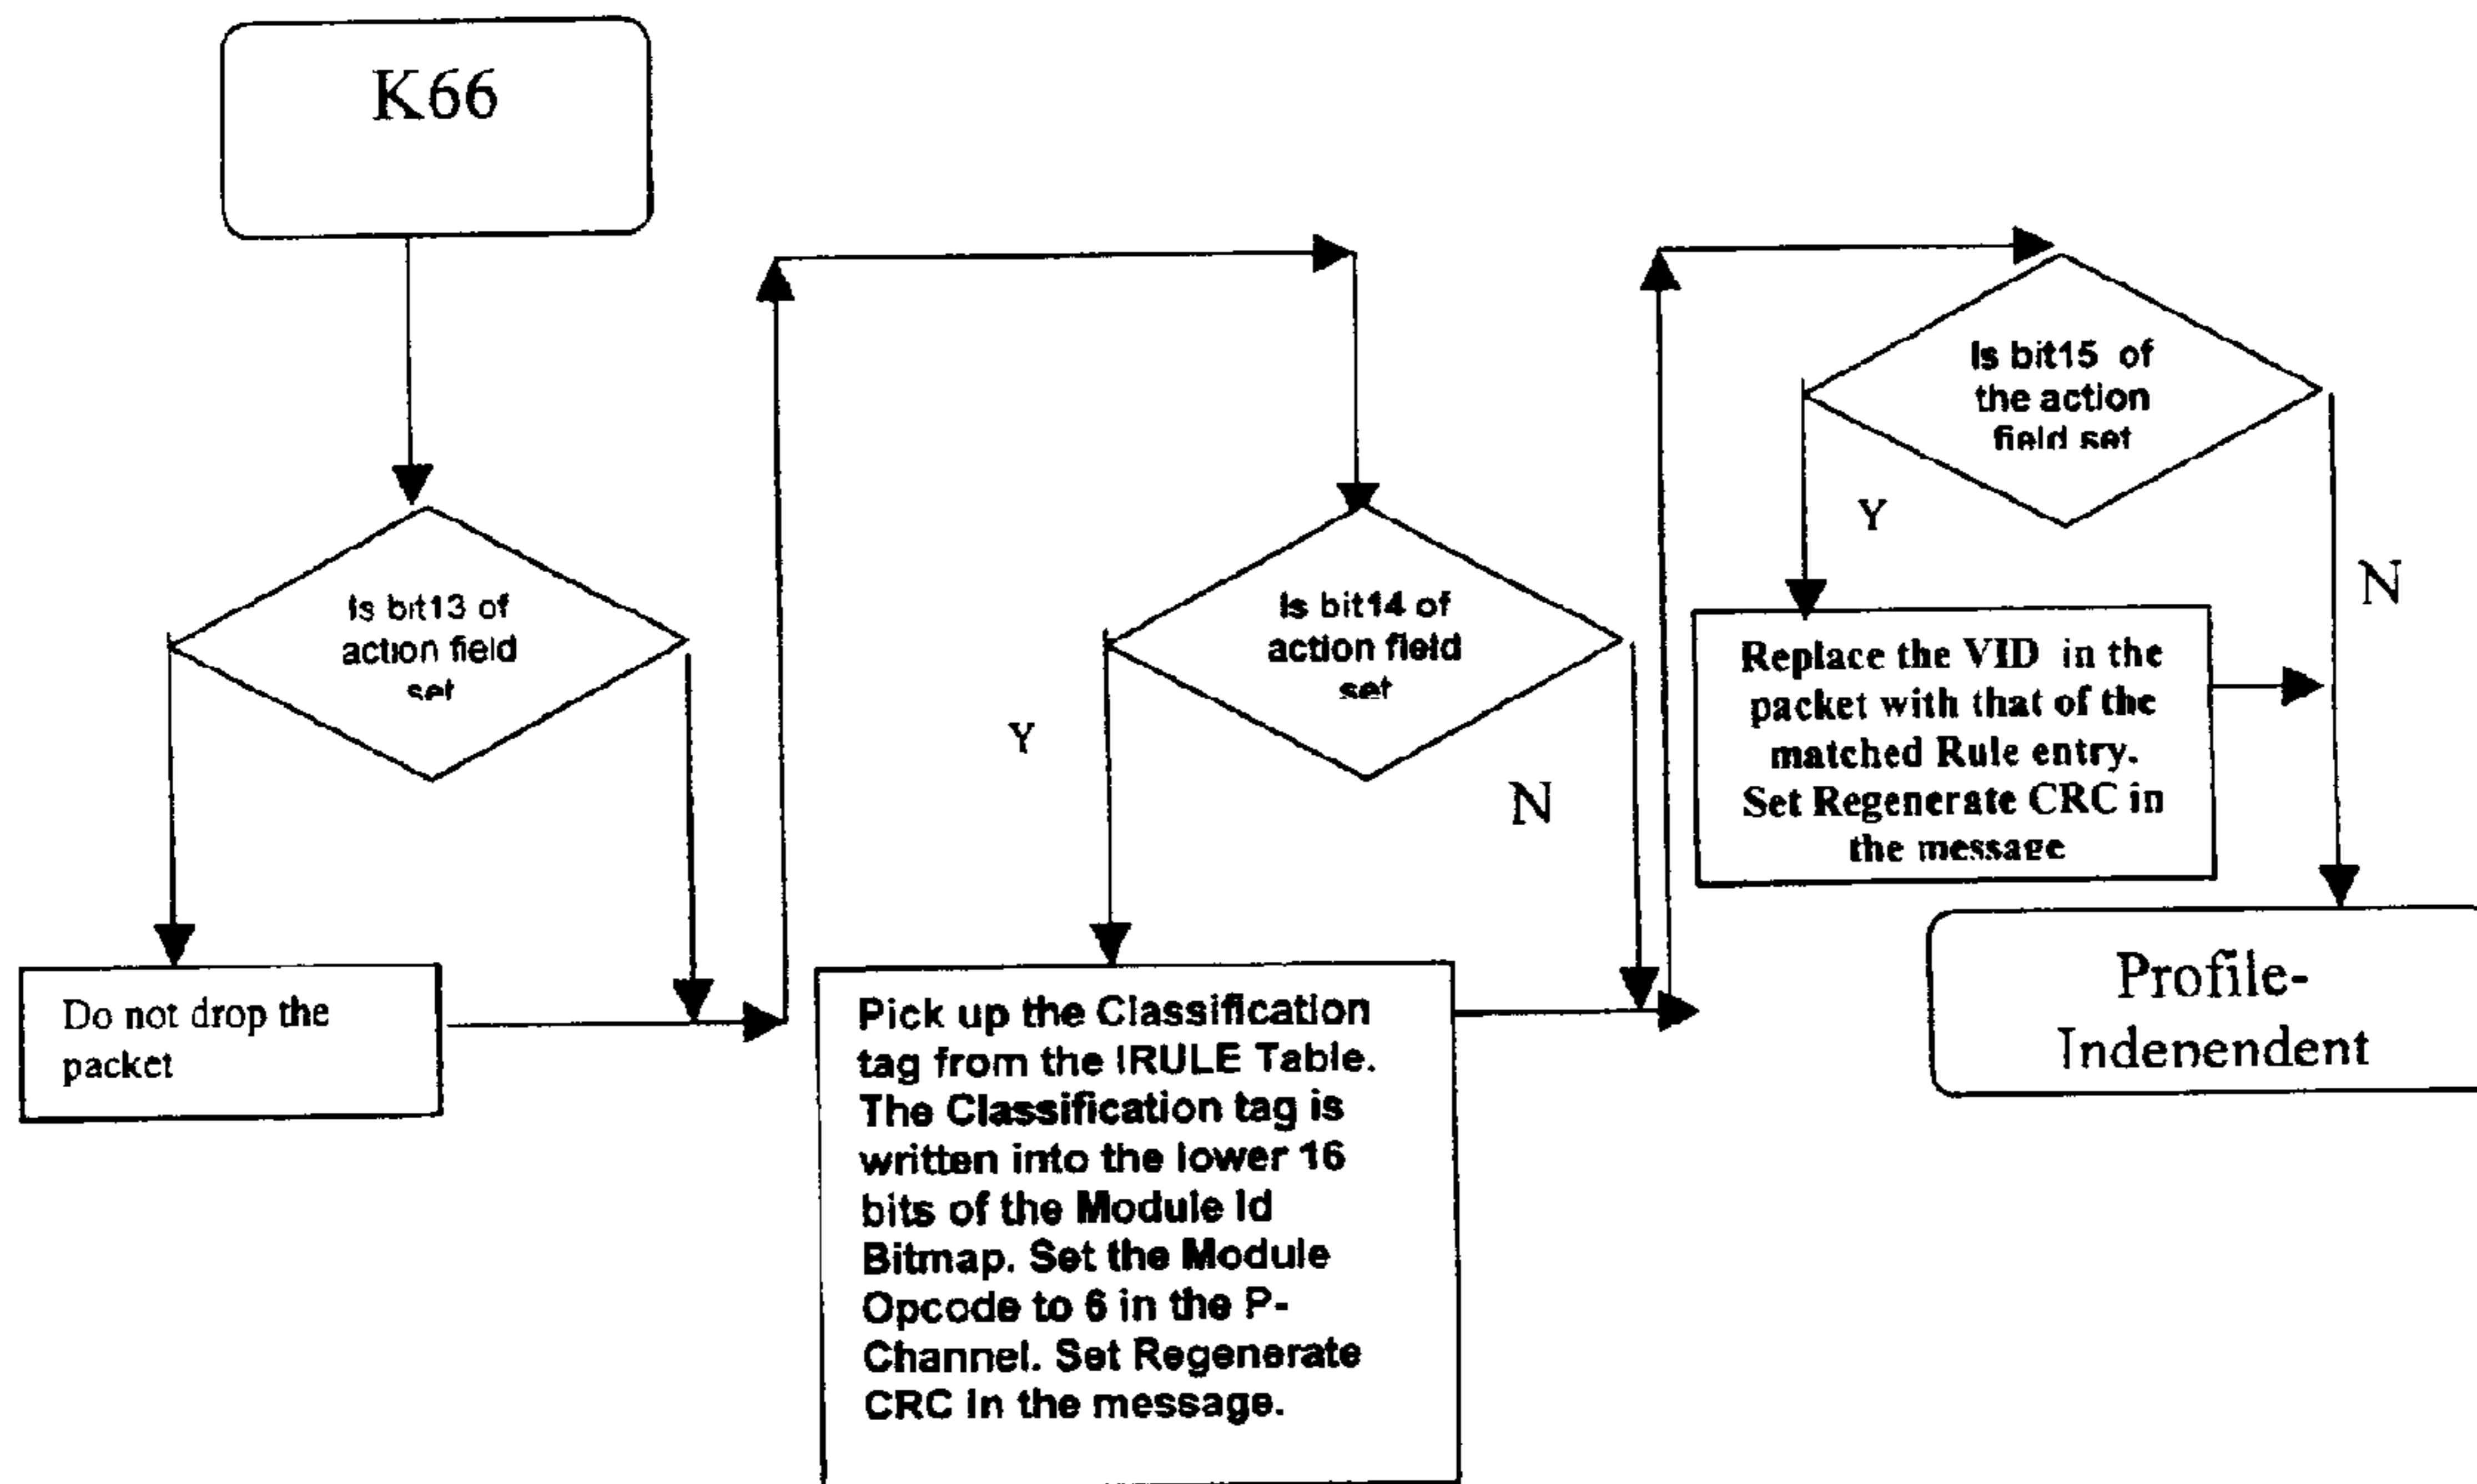 K66
Is bit13 of
action field
set
Do not drop the
packet
Is bit14 of
action field
set
Y
N
Pick up the Classification
tag from the IRULE Table.
The Classification tag is
written into the lower 16
bits of the Module Id
Bitmap. Set the Module
Opcode to 6 in the P-
Channel. Set Regenerate
CRC in the message.
Is bit15 of
the action
field set
Y
N
Replace the VID in the
packet with that of the
matched Rule entry.
Set Regenerate CRC in
the message
Profile-
Independent